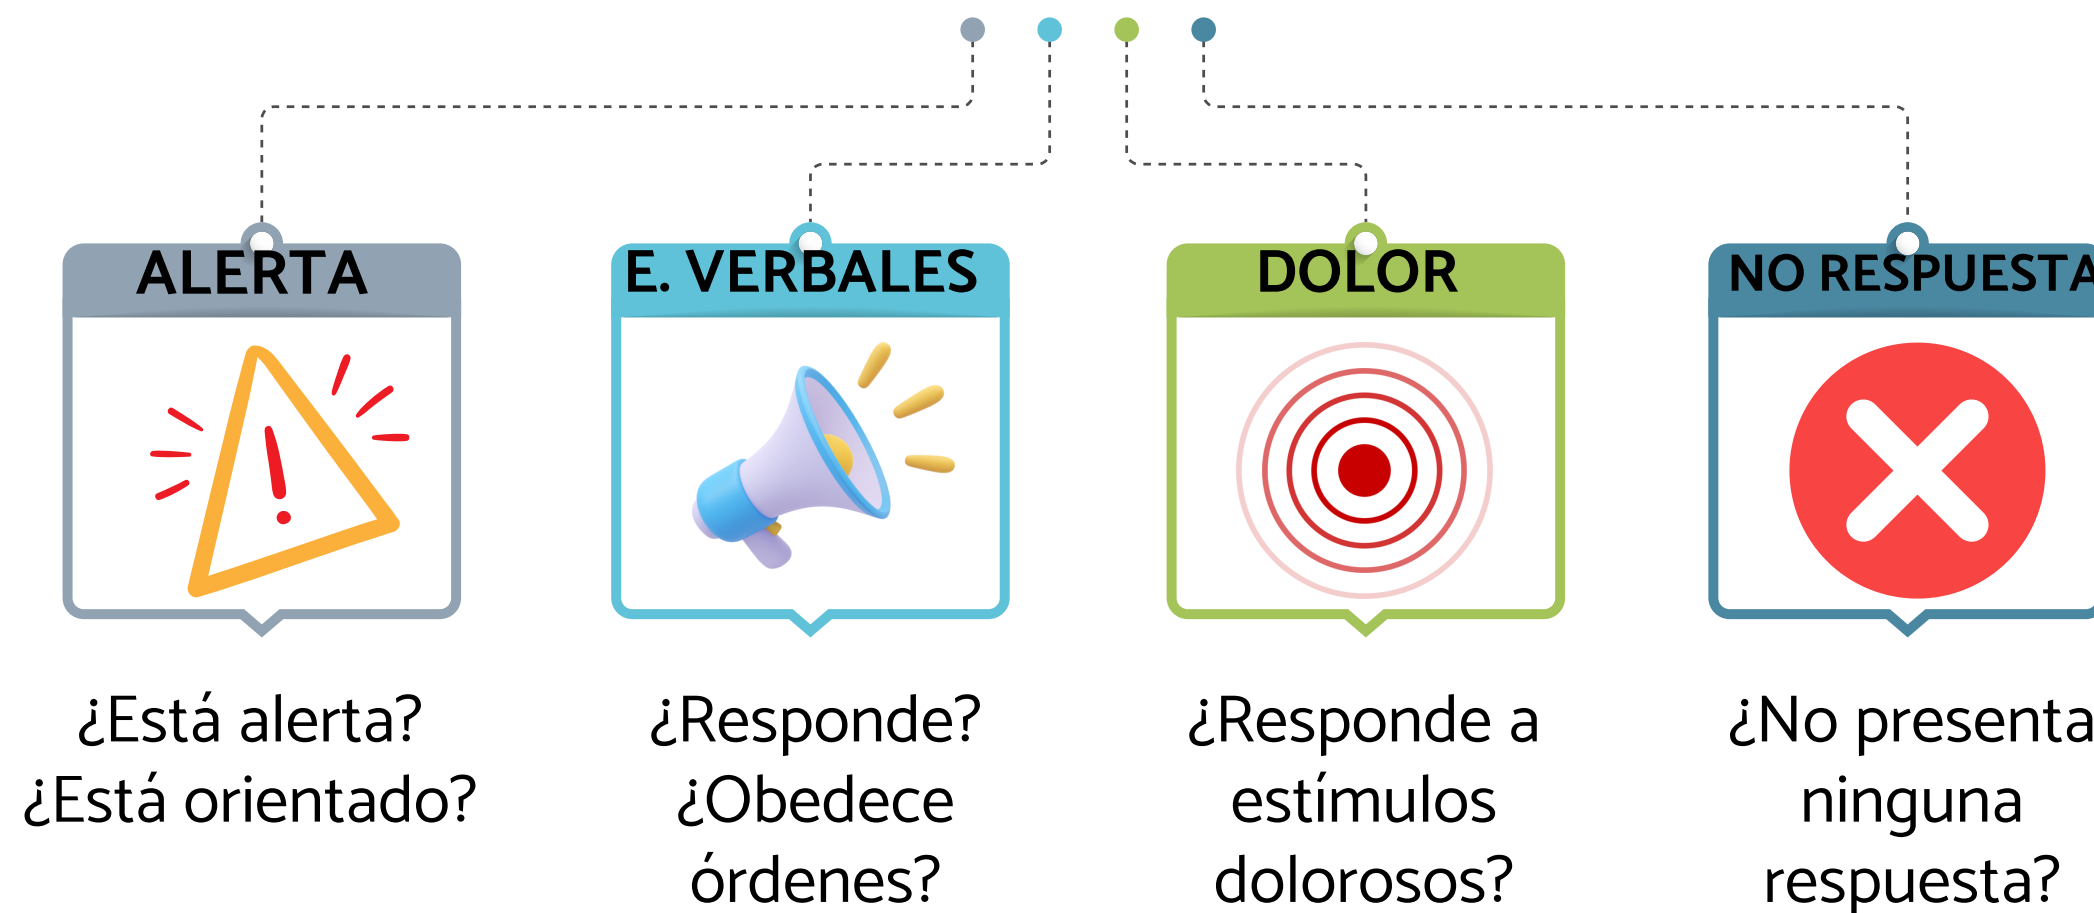 ALERTA
E. VERBALES
DOLOR
NO RESPUESTA
¿Está alerta?
¿Está orientado?
¿Responde?
¿Obedece
órdenes?
¿Responde a
estímulos
dolorosos?
¿No presenta
ninguna
respuesta?